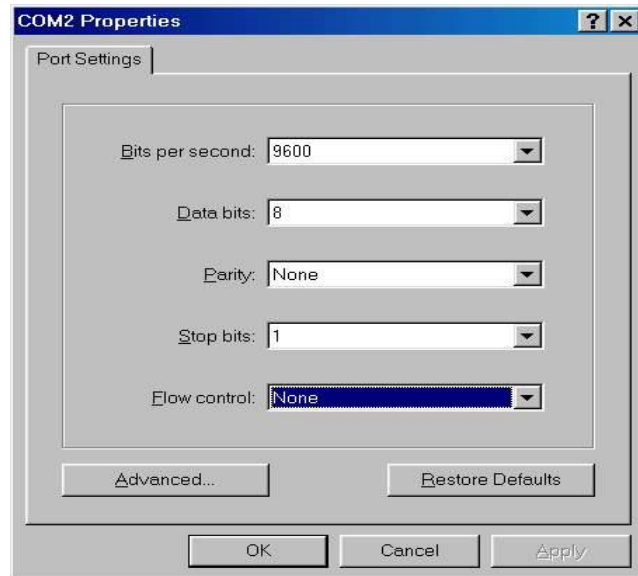 COM2 Properties
Port Settings
Bits per second: 9600
Data bits: 8
Parity: None
Stop bits: 1
Flow control: None
Advanced...
Restore Defaults
OK
Cancel
Apply